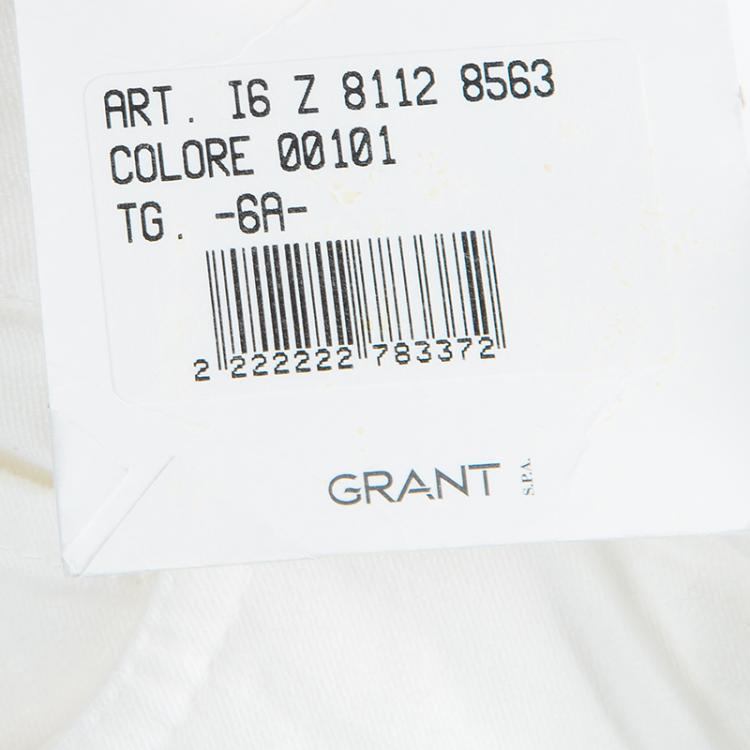 ART. I6 Z 8112 8563
COLORE 00101
TG. -6A-
2 222222 783372
GRANT S.P.A.